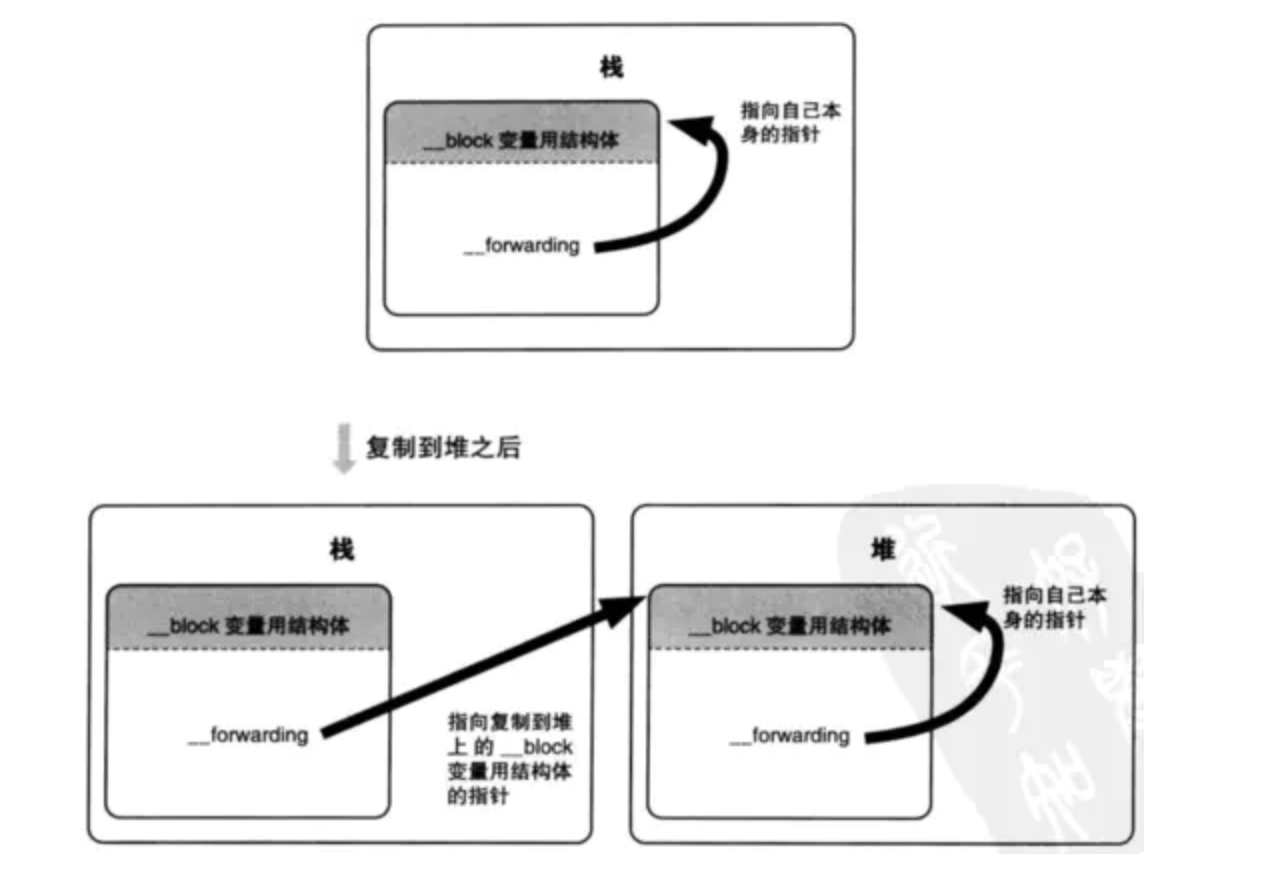 栈
__block 变量用结构体
指向自己本
身的指针
__forwarding
复制到堆之后
栈
__block 变量用结构体
__forwarding
指向复制到堆
上 的 __block
变量用结构体
的指针
堆
__block 变量用结构体
指向自己本
身的指针
__forwarding